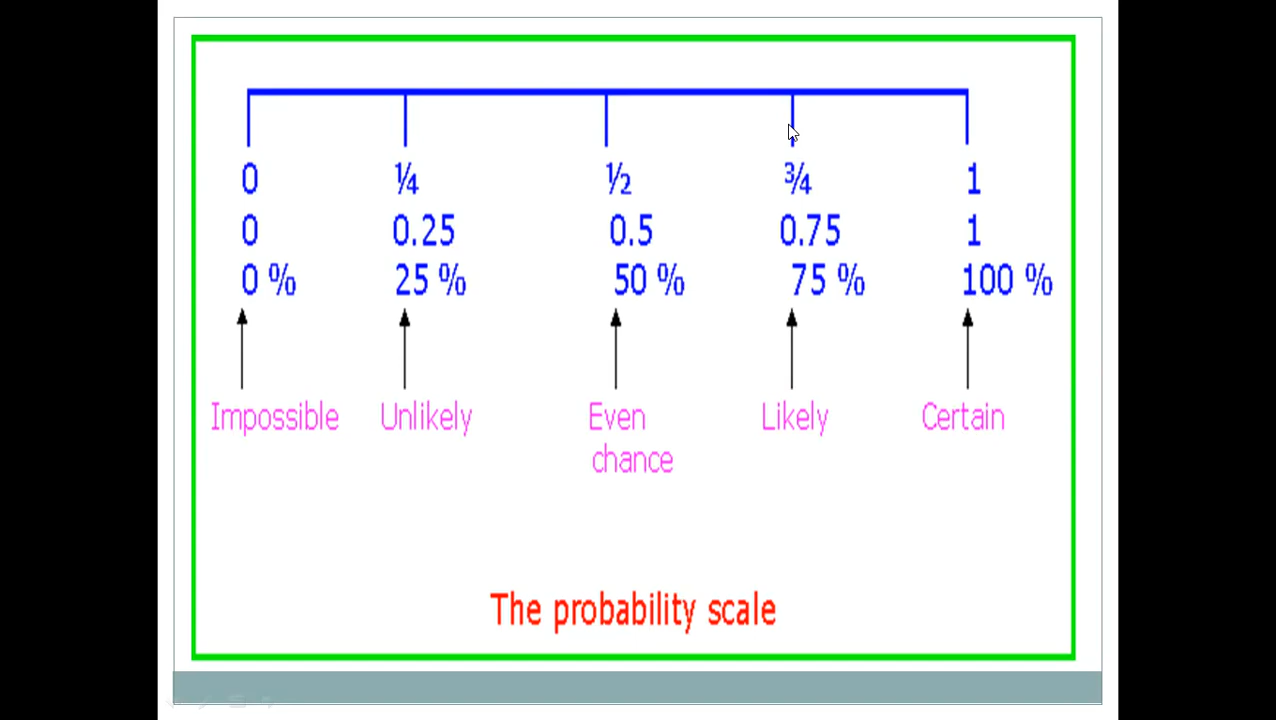 0 ¼ ½ ¾ 1
0 0.25 0.5 0.75 1
0 % 25 % 50 % 75 % 100 %
Impossible Unlikely Even chance Likely Certain
The probability scale